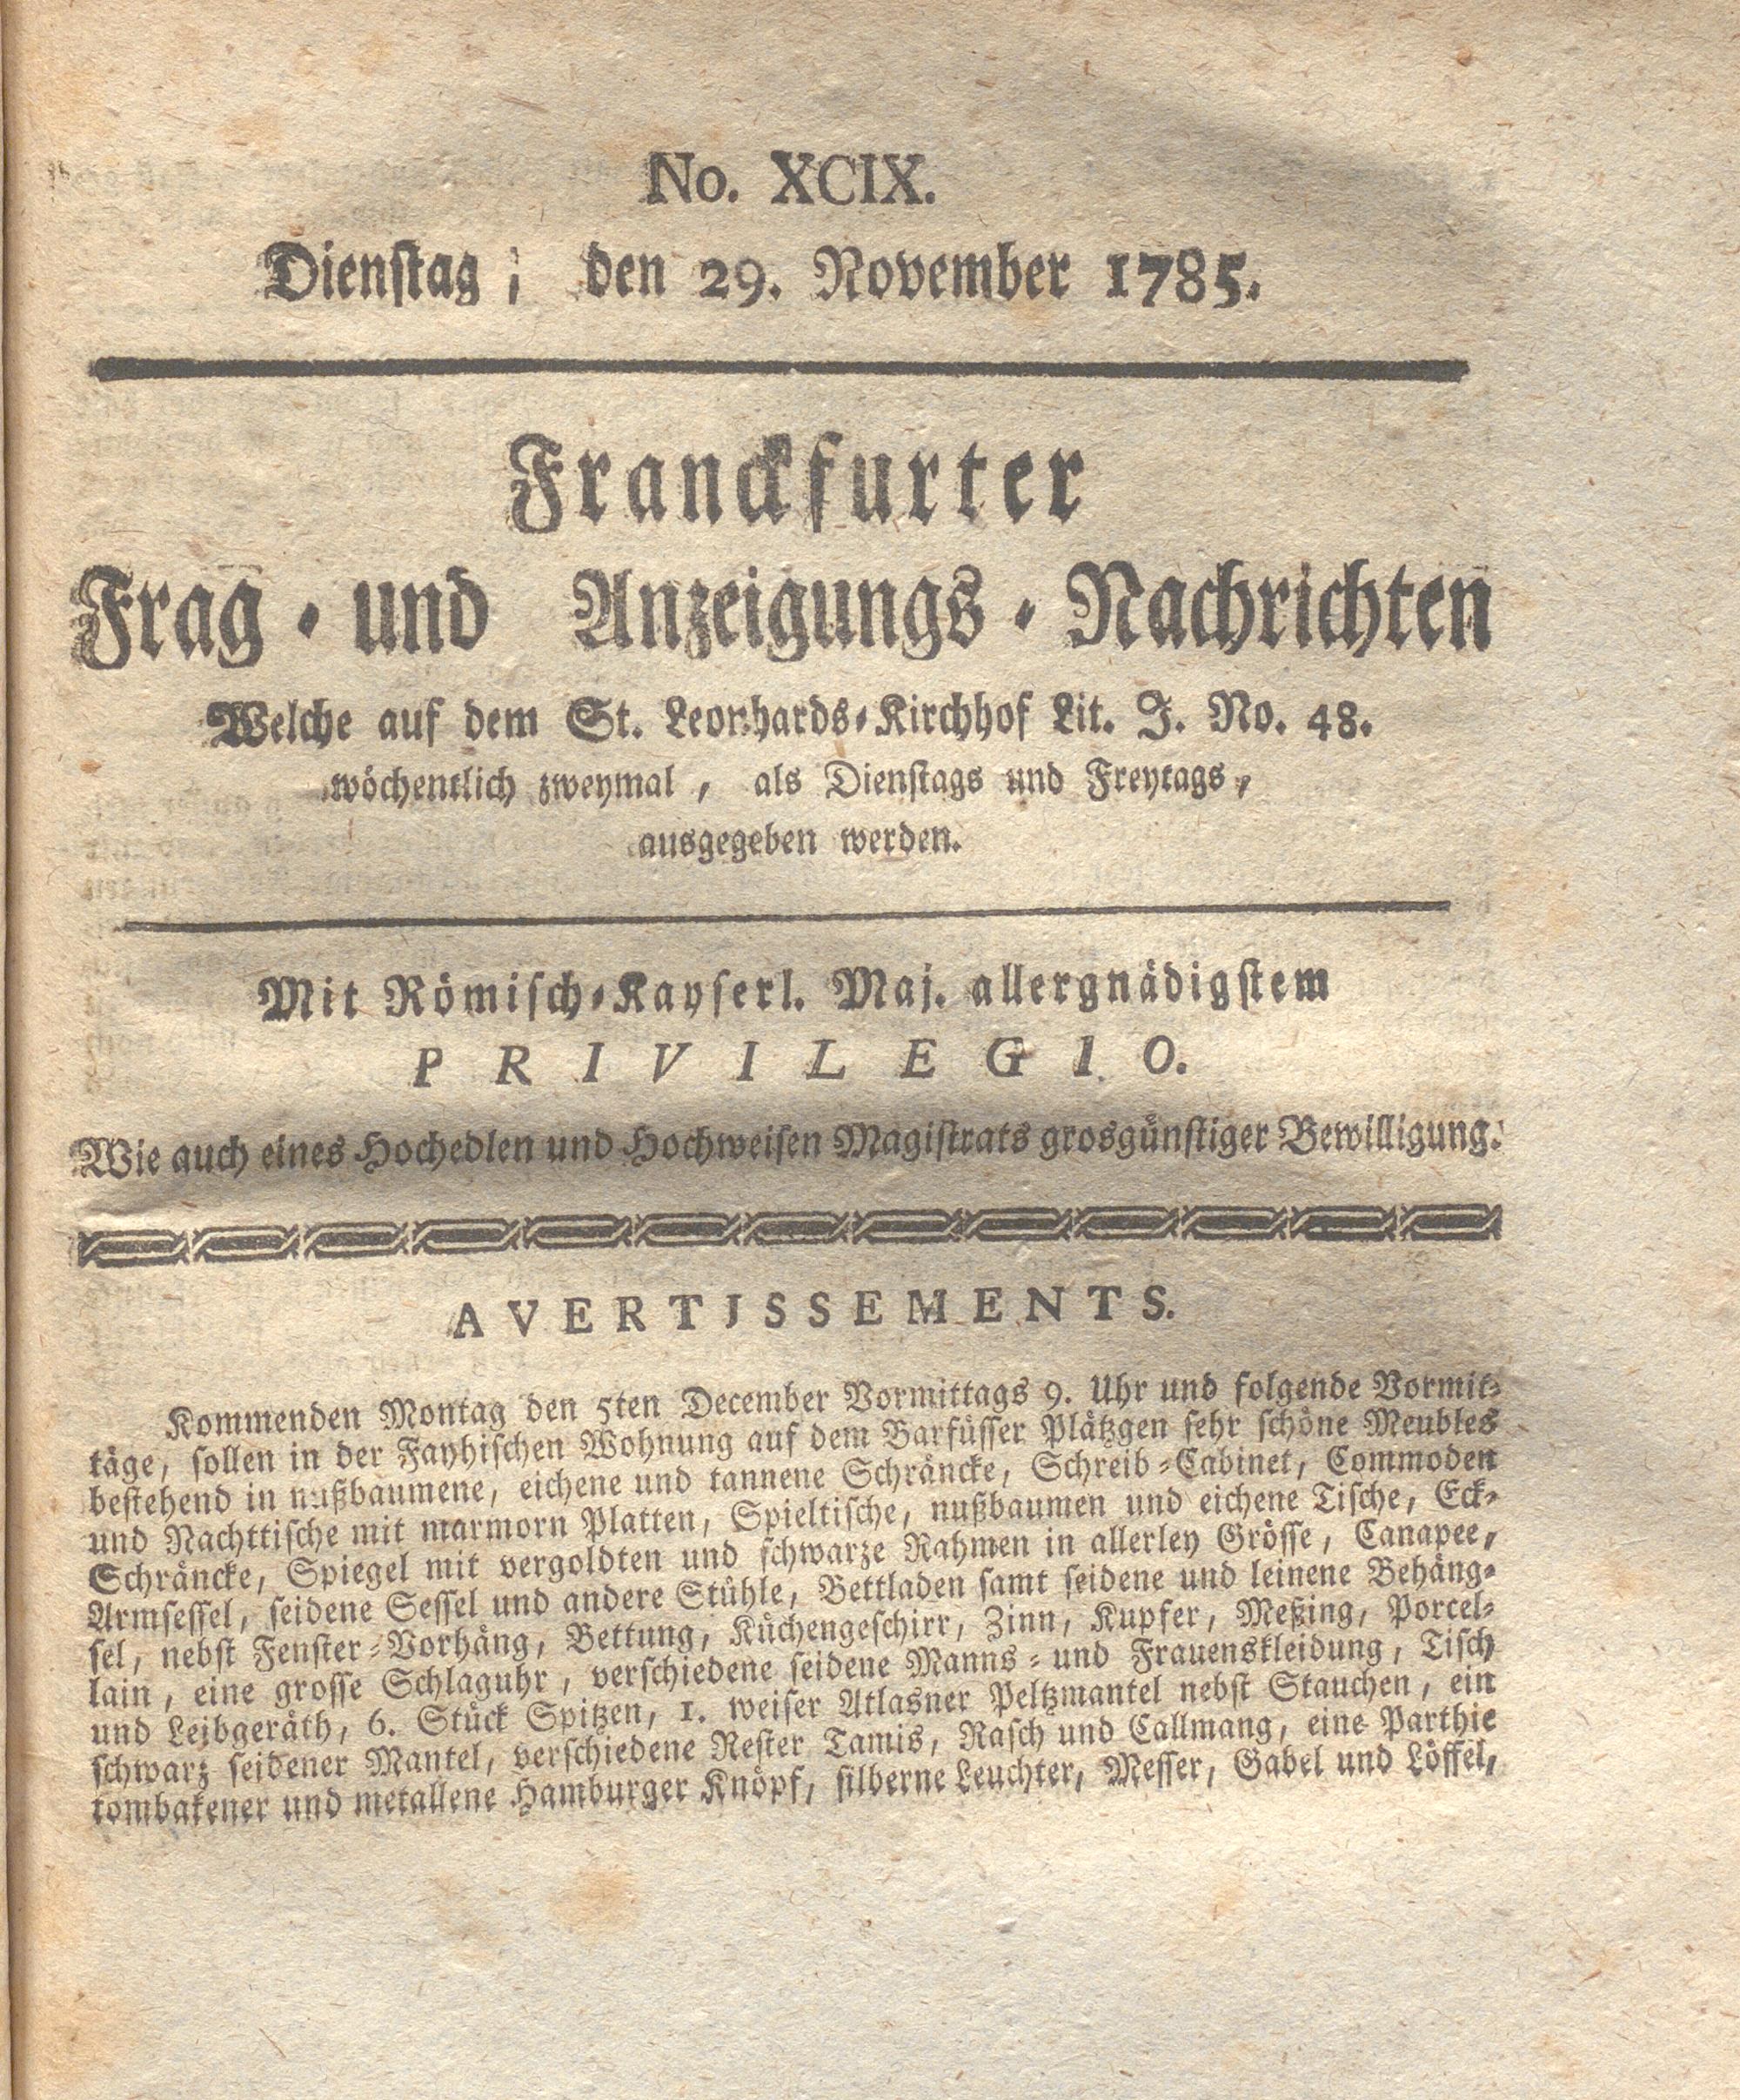 No. XCIX.
Dienstag, den 29. November 1785.
Franckfurter
Frag- und Anzeigungs-Nachrichten
Welche auf dem St. Leonhards-Kirchhof Lit. J. No. 48.
wöchentlich zweymal, als Dienstags und Freytags,
ausgegeben werden.
Mit Römisch-Kayserl. Maj. allergnädigstem
PRIVILEGIO.
Wie auch eines Hochedlen und Hochweisen Magistrats grosgünstiger Bewilligung.
AVERTJSSEMENTS.
Kommenden Montag den 5ten December Vormittags 9. Uhr und folgende Vormit-
täge, sollen in der Fayhischen Wohnung auf dem Barfüsser Plätzgen sehr schöne Meubles
bestehend in nußbaumene, eichene und tannene Schräncke, Schreib-Cabinet, Commoden
und Nachttische mit marmorn Platten, Spieltische, nußbaumen und eichene Tische, Eck-
Schräncke, Spiegel mit vergoldten und schwarze Rahmen in allerley Grösse, Canapee,
Armsessel, seidene Sessel und andere Stühle, Bettladen samt seidene und leinene Behäng-
sel, nebst Fenster-Vorhäng, Bettung, Küchengeschirr, Zinn, Kupfer, Meßing, Porcel-
lain, eine grosse Schlaguhr, verschiedene seidene Manns- und Frauenskleidung, Tisch
und Leibgeräth, 6. Stück Spitzen, 1. weiser Atlasner Peltzmantel nebst Stauchen, ein
schwarz seidener Mantel, verschiedene Rester Tamis, Rasch und Callmang, eine Parthie
tombakener und metallene Hamburger Knöpf, silberne Leuchter, Messer, Gabel und Löffel,